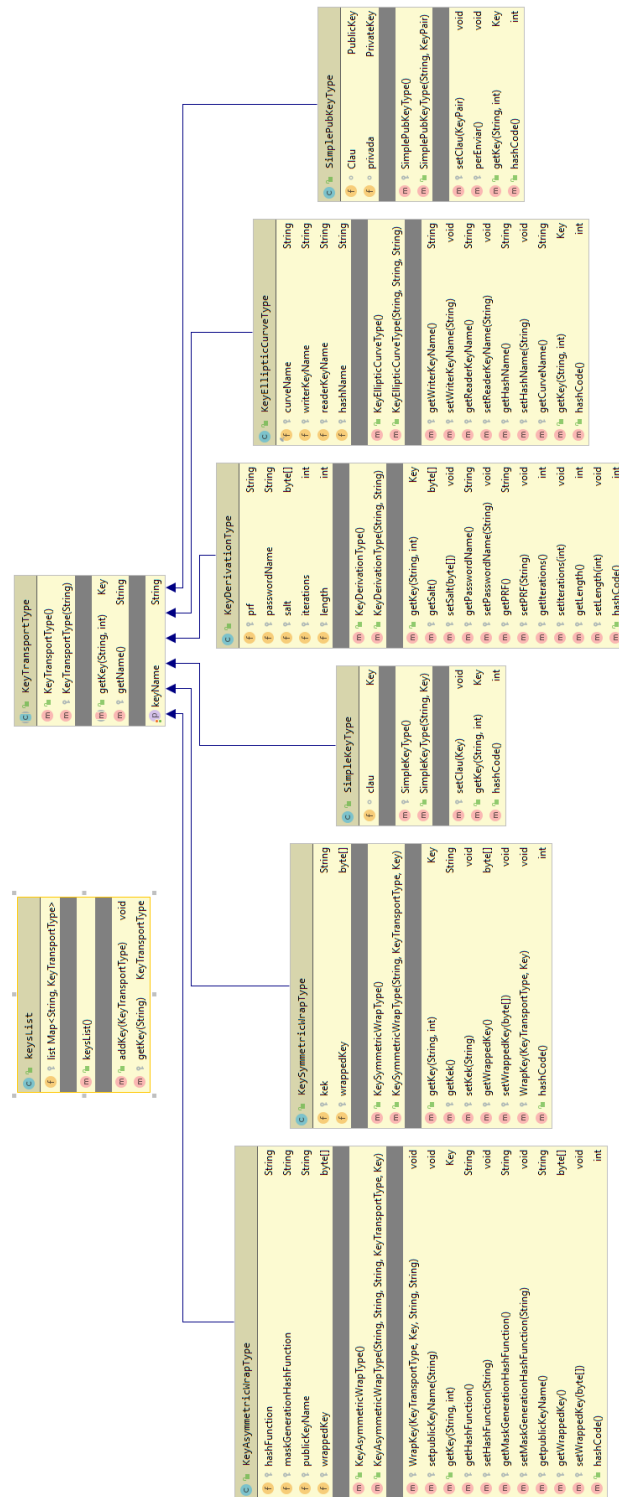 keysList
list Map<String, KeyTransportType>
keysList()
addKey(KeyTransportType) void
getKey(String) KeyTransportType
KeyTransportType
KeyTransportType()
KeyTransportType(String)
getKey(String, int) Key
getName() String
keyName String
KeyAsymmetricWrapType
hashFunction String
maskGenerationHashFunction String
publicKeyName String
wrappedKey byte[]
KeyAsymmetricWrapType()
KeyAsymmetricWrapType(String, String, String, KeyTransportType, Key)
WrapKey(KeyTransportType, Key, String, String) void
setpublicKeyName(String) void
getKey(String, int) Key
getHashFunction() String
setHashFunction(String) void
getMaskGenerationHashFunction() String
setMaskGenerationHashFunction(String) void
getpublicKeyName() String
getWrappedKey() byte[]
setWrappedKey(byte[]) void
hashCode() int
KeySymmetricWrapType
kek String
wrappedKey byte[]
KeySymmetricWrapType()
KeySymmetricWrapType(String, KeyTransportType, Key)
getKey(String, int) Key
getKek() String
setKek(String) void
getWrappedKey() byte[]
setWrappedKey(byte[]) void
WrapKey(KeyTransportType, Key) void
hashCode() int
SimpleKeyType
clau Key
SimpleKeyType()
SimpleKeyType(String, Key)
setClau(Key) void
getKey(String, int) Key
hashCode() int
KeyDerivationType
prf String
passwordName String
salt byte[]
iterations int
length int
KeyDerivationType()
KeyDerivationType(String, String)
getKey(String, int) Key
getSalt() byte[]
setSalt(byte[]) void
getPasswordName() String
setPasswordName(String) void
getPRF() String
setPRF(String) void
getIterations() int
setIterations(int) void
getLength() int
setLength(int) void
hashCode() int
KeyEllipticCurveType
curveName String
writerKeyName String
readerKeyName String
hashName String
KeyEllipticCurveType()
KeyEllipticCurveType(String, String, String)
getWriterKeyName() String
setWriterKeyName(String) void
getReaderKeyName() String
setReaderKeyName(String) void
getHashName() String
setHashName(String) void
getCurveName() String
getKey(String, int) Key
hashCode() int
SimplePubKeyType
Clau PublicKey
privada PrivateKey
SimplePubKeyType()
SimplePubKeyType(String, KeyPair)
setClau(KeyPair) void
perEnviar() void
getKey(String, int) Key
hashCode() int